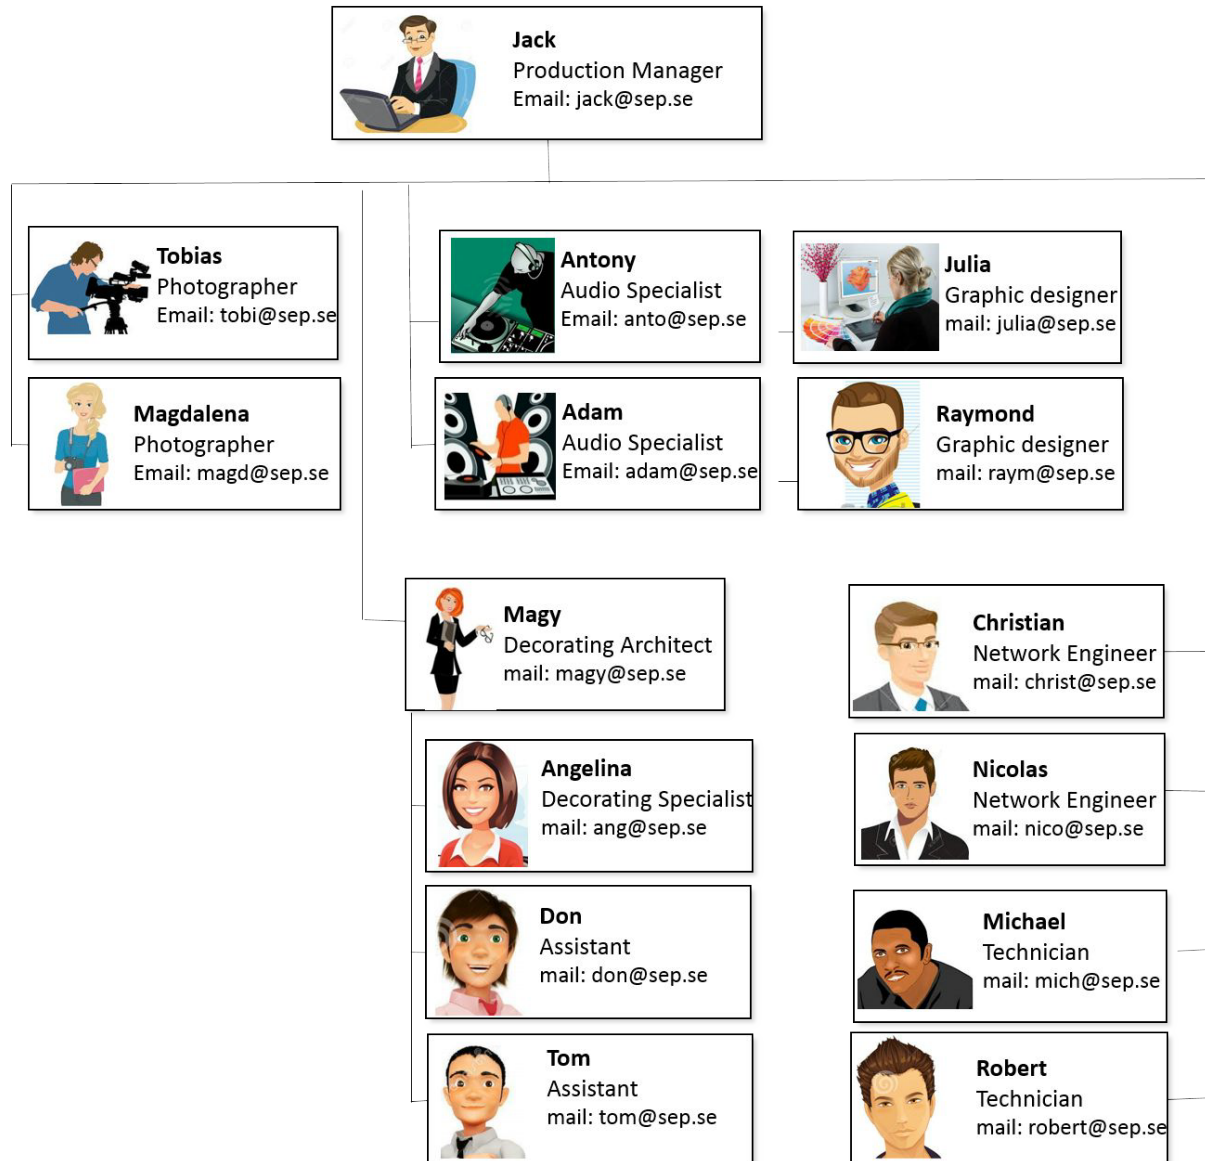 Jack
Production Manager
Email: jack@sep.se
Tobias
Photographer
Email: tobi@sep.se
Antony
Audio Specialist
Email: anto@sep.se
Julia
Graphic designer
mail: julia@sep.se
Magdalena
Photographer
Email: magd@sep.se
Adam
Audio Specialist
Email: adam@sep.se
Raymond
Graphic designer
mail: raym@sep.se
Magy
Decorating Architect
mail: magy@sep.se
Christian
Network Engineer
mail: christ@sep.se
Angelina
Decorating Specialist
mail: ang@sep.se
Nicolas
Network Engineer
mail: nico@sep.se
Don
Assistant
mail: don@sep.se
Michael
Technician
mail: mich@sep.se
Tom
Assistant
mail: tom@sep.se
Robert
Technician
mail: robert@sep.se